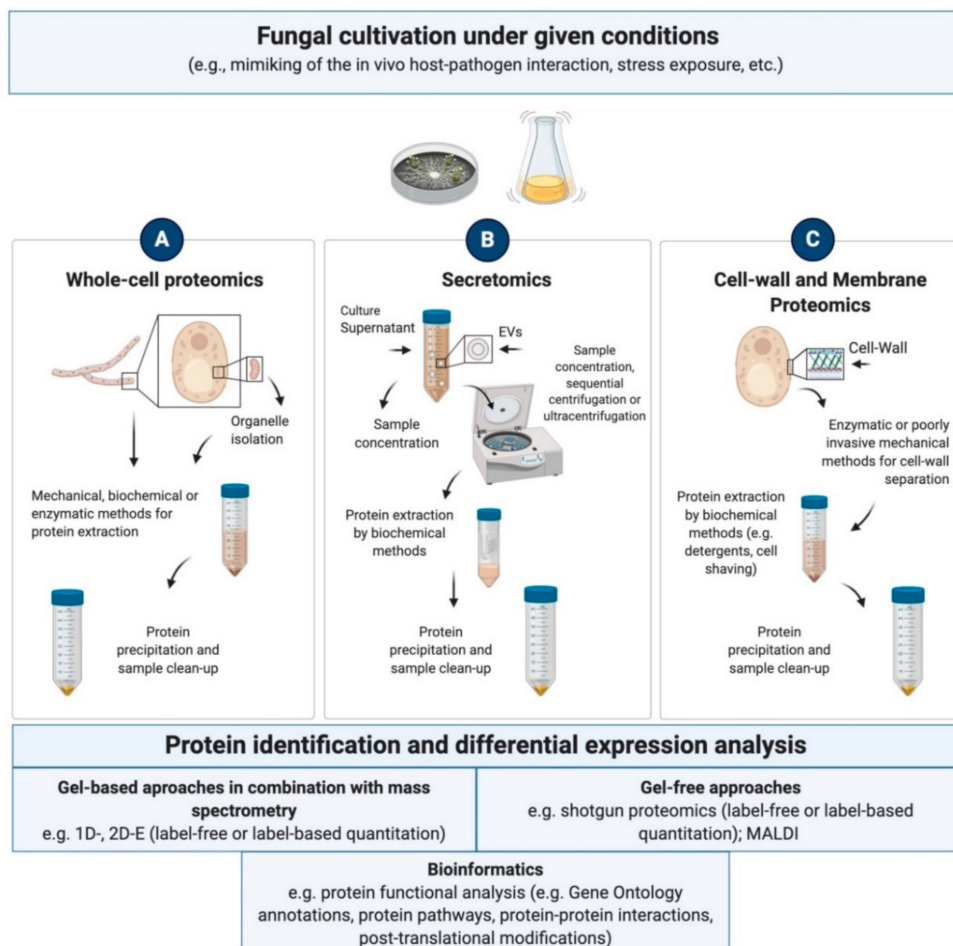 Fungal cultivation under given conditions
(e.g., mimiking of the in vivo host-pathogen interaction, stress exposure, etc.)
A
Whole-cell proteomics
Organelle
isolation
Mechanical, biochemical or
enzymatic methods for
protein extraction
Protein
precipitation and
sample clean-up
B
Secretomics
Culture
Supernatant
EVs
Sample
concentration,
sequential
centrifugation or
ultracentrifugation
Sample
concentration
Protein extraction
by biochemical
methods
Protein
precipitation and
sample clean-up
C
Cell-wall and Membrane
Proteomics
Cell-Wall
Enzymatic or poorly
invasive mechanical
methods for cell-wall
separation
Protein extraction
by biochemical
methods (e.g.
detergents, cell
shaving)
Protein
precipitation and
sample clean-up
Protein identification and differential expression analysis
Gel-based aproaches in combination with mass
spectrometry
e.g. 1D-, 2D-E (label-free or label-based quantitation)
Gel-free approaches
e.g. shotgun proteomics (label-free or label-based
quantitation); MALDI
Bioinformatics
e.g. protein functional analysis (e.g. Gene Ontology
annotations, protein pathways, protein-protein interactions,
post-translational modifications)